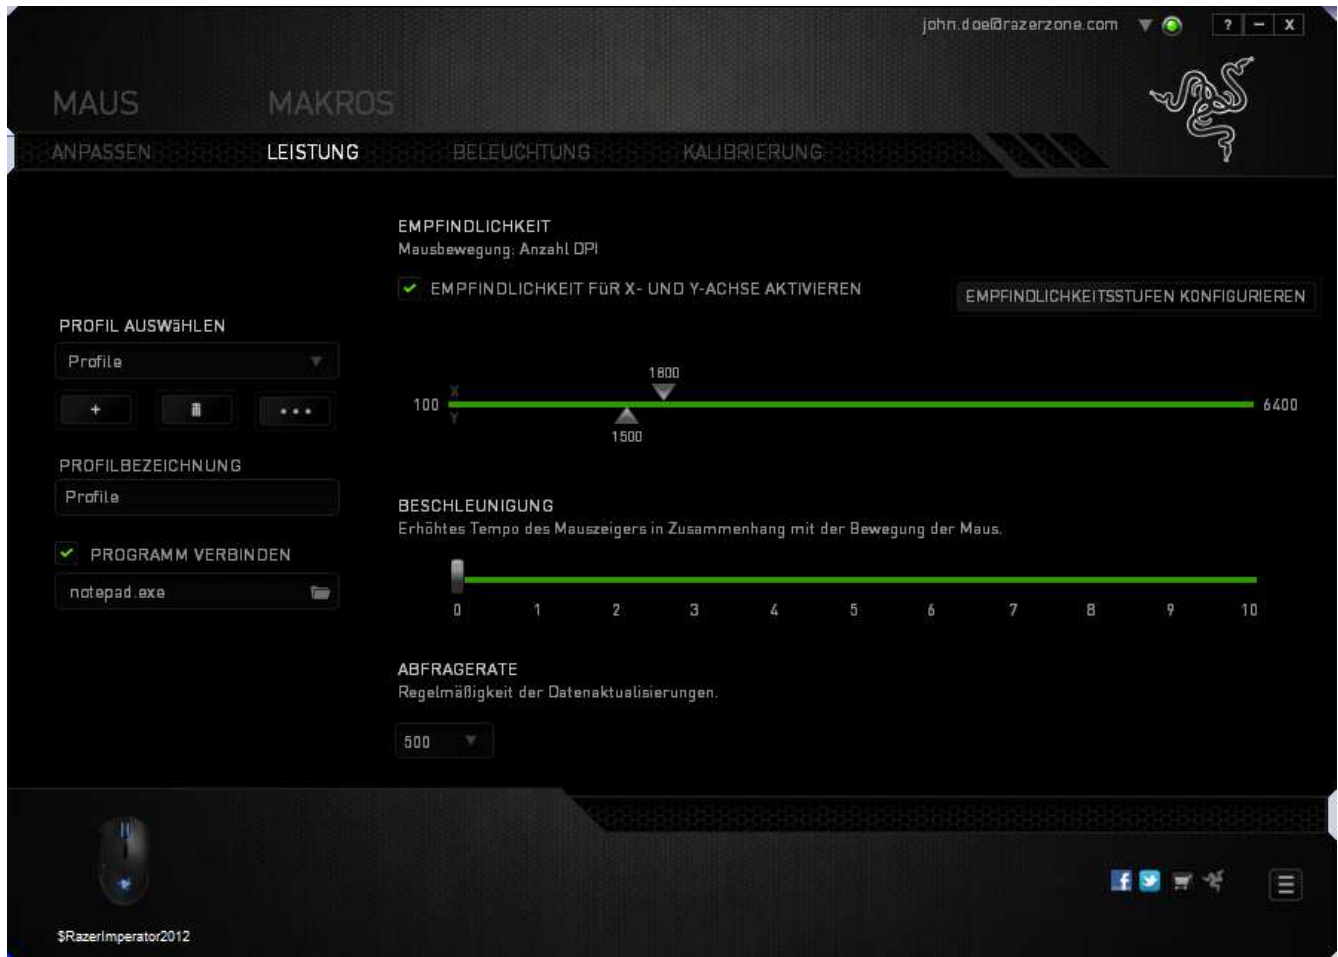 john.doe@razerzone.com
? − X
MAUS MAKROS
ANPASSEN LEISTUNG BELEUCHTUNG KALIBRIERUNG
EMPFINDLICHKEIT
Mausbewegung: Anzahl DPI
EMPFINDLICHKEIT FüR X- UND Y-ACHSE AKTIVIEREN
EMPFINDLICHKEITSSTUFEN KONFIGURIEREN
PROFIL AUSWäHLEN
Profile
+ •••
PROFILBEZEICHNUNG
Profile
PROGRAMM VERBINDEN
notepad.exe
1800
X
100 6400
Y
1500
BESCHLEUNIGUNG
Erhöhtes Tempo des Mauszeigers in Zusammenhang mit der Bewegung der Maus.
0 1 2 3 4 5 6 7 8 9 10
ABFRAGERATE
Regelmäßigkeit der Datenaktualisierungen.
500
$RazerImperator2012